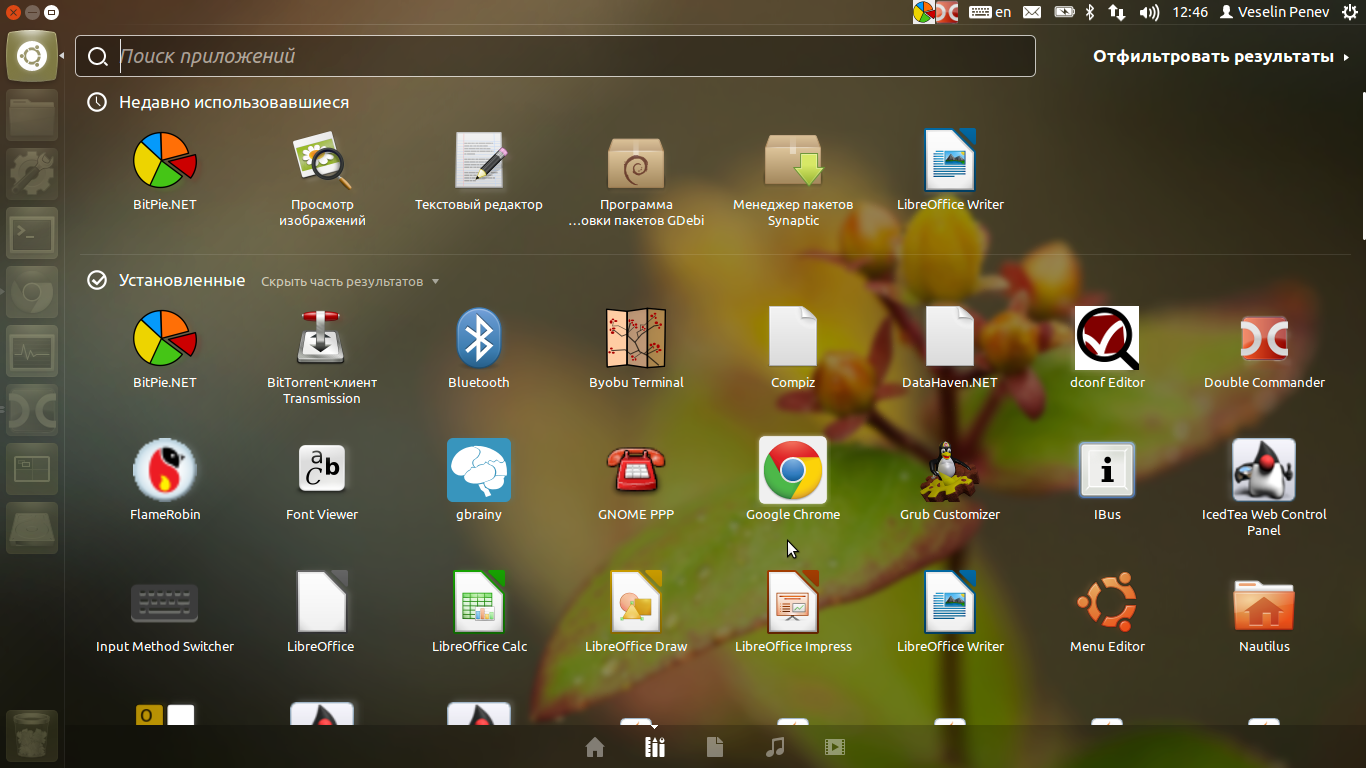 en 12:46 Veselin Penev
Поиск приложений
Отфильтровать результаты
Недавно использовавшиеся
BitPie.NET
Просмотр
изображений
Текстовый редактор
Программа
...овки пакетов GDebi
Менеджер пакетов
Synaptic
LibreOffice Writer
Установленные Скрыть часть результатов
BitPie.NET
BitTorrent-клиент
Transmission
Bluetooth
Byobu Terminal
Compiz
DataHaven.NET
dconf Editor
Double Commander
a
b
C
FlameRobin
Font Viewer
gbrainy
GNOME PPP
Google Chrome
Grub Customizer
i
IBus
IcedTea Web Control
Panel
Input Method Switcher
LibreOffice
LibreOffice Calc
LibreOffice Draw
LibreOffice Impress
LibreOffice Writer
Menu Editor
Nautilus
O